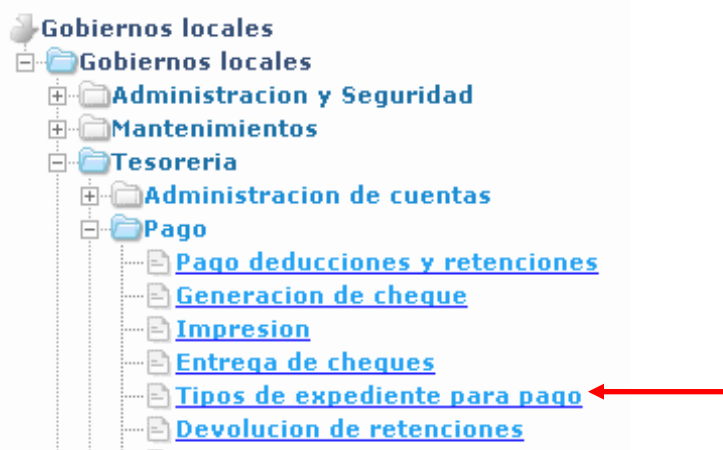 Gobiernos locales
Gobiernos locales
Administracion y Seguridad
Mantenimientos
Tesoreria
Administracion de cuentas
Pago
Pago deducciones y retenciones
Generacion de cheque
Impresion
Entrega de cheques
Tipos de expediente para pago
Devolucion de retenciones